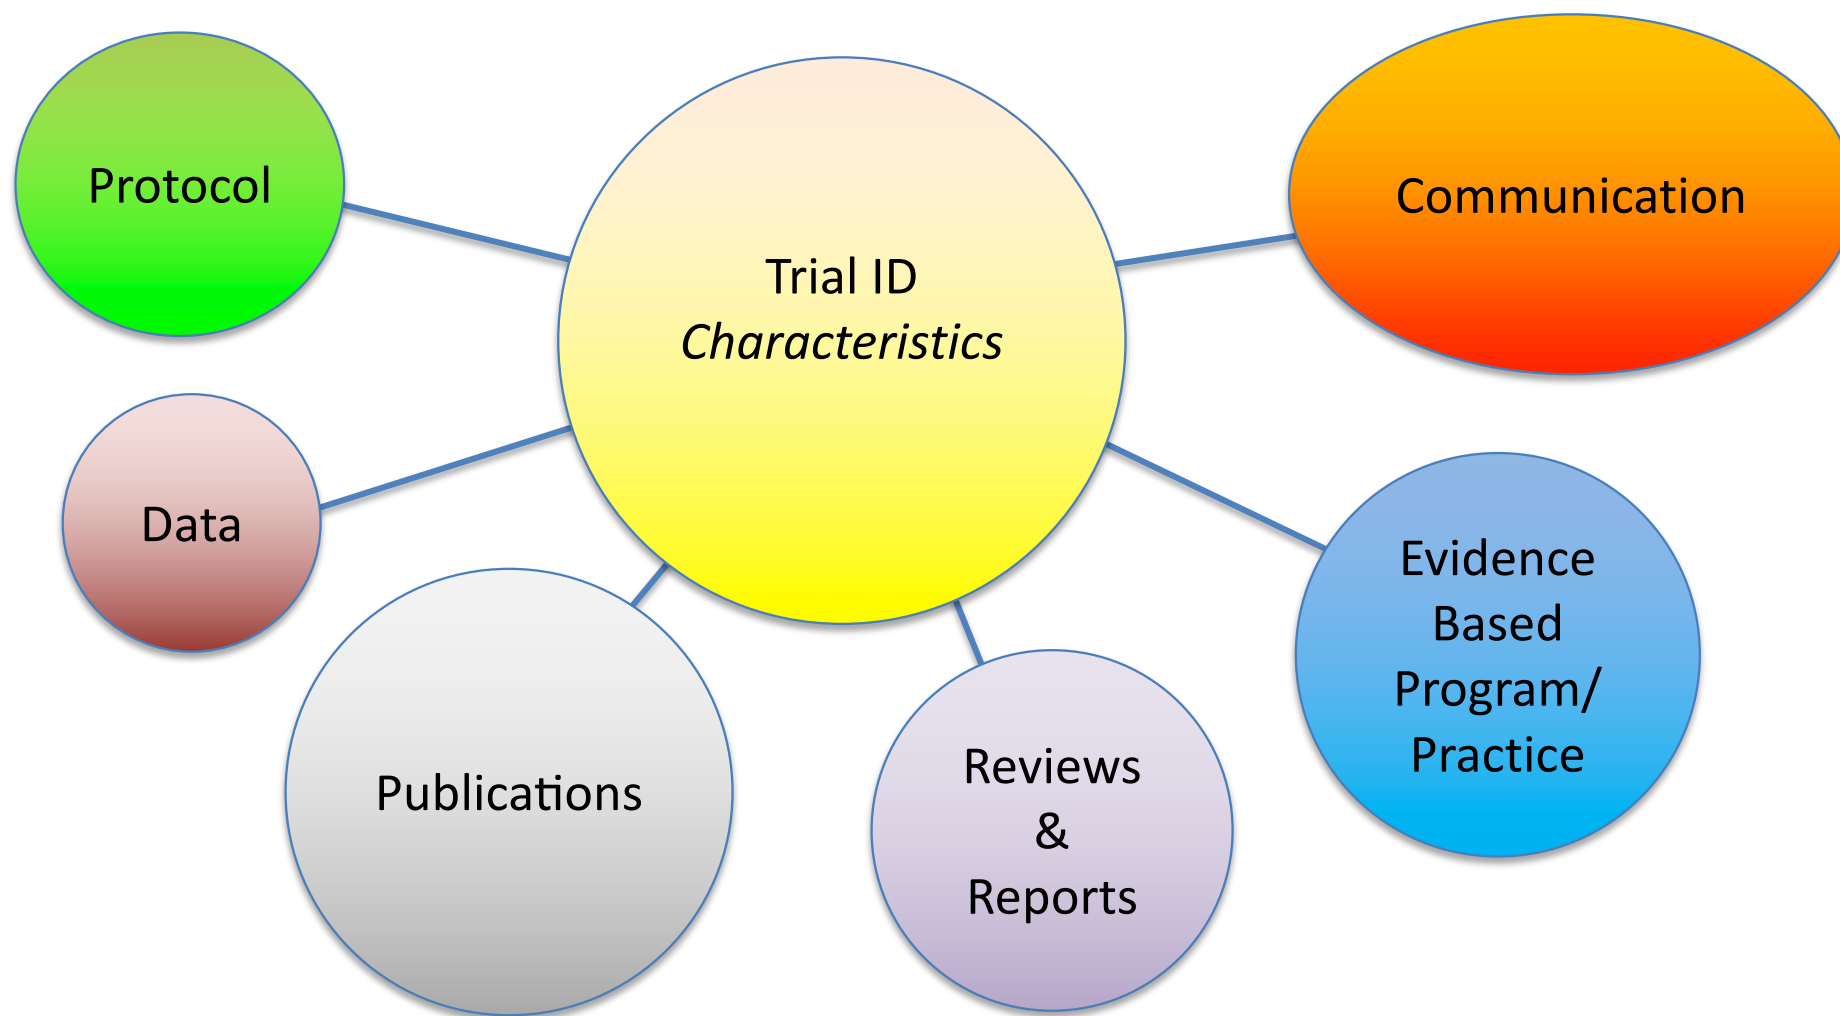 Protocol
Trial ID
Characteristics
Communication
Data
Evidence
Based
Program/
Practice
Publications
Reviews
&
Reports